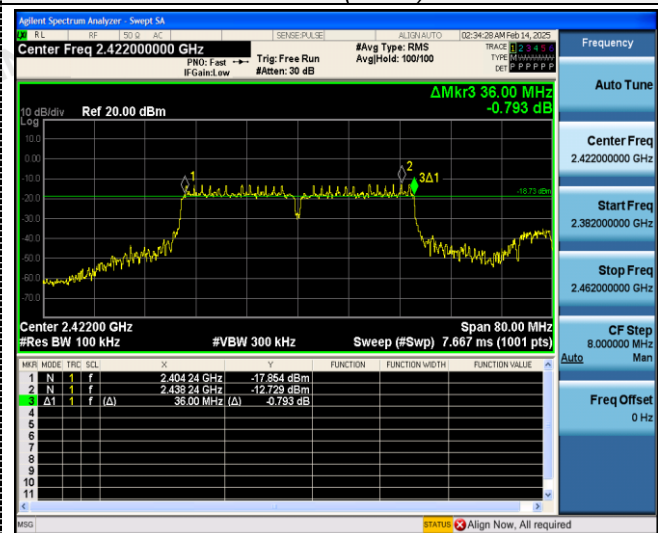 Agilent Spectrum Analyzer - Swept SA
RL RF 50 Ω AC SENSE:PULSE ALIGN AUTO 02:34:28 AM Feb 14, 2025
Center Freq 2.422000000 GHz
PNO: Fast
IFGain:Low
Trig: Free Run
#Atten: 30 dB
#Avg Type: RMS
Avg|Hold: 100/100
TRACE 1 2 3 4 5 6
TYPE M
DET P P P P P P
ΔMkr3 36.00 MHz
-0.793 dB
10 dB/div Ref 20.00 dBm
Log
10.0
0.00
-10.0
-20.0
-30.0
-40.0
-50.0
-60.0
-70.0
1
2
3Δ1
-18.73 dBm
Center 2.42200 GHz Span 80.00 MHz
#Res BW 100 kHz #VBW 300 kHz Sweep (#Swp) 7.667 ms (1001 pts)
MKR MODE TRC SCL X Y FUNCTION FUNCTION WIDTH FUNCTION VALUE
1 N 1 f 2.404 24 GHz -17.854 dBm
2 N 1 f 2.438 24 GHz -12.729 dBm
3 Δ1 1 f (Δ) 36.00 MHz (Δ) -0.793 dB
4
5
6
7
8
9
10
11
MSG STATUS Align Now, All required
Frequency
Auto Tune
Center Freq
2.422000000 GHz
Start Freq
2.382000000 GHz
Stop Freq
2.462000000 GHz
CF Step
8.000000 MHz
Auto Man
Freq Offset
0 Hz